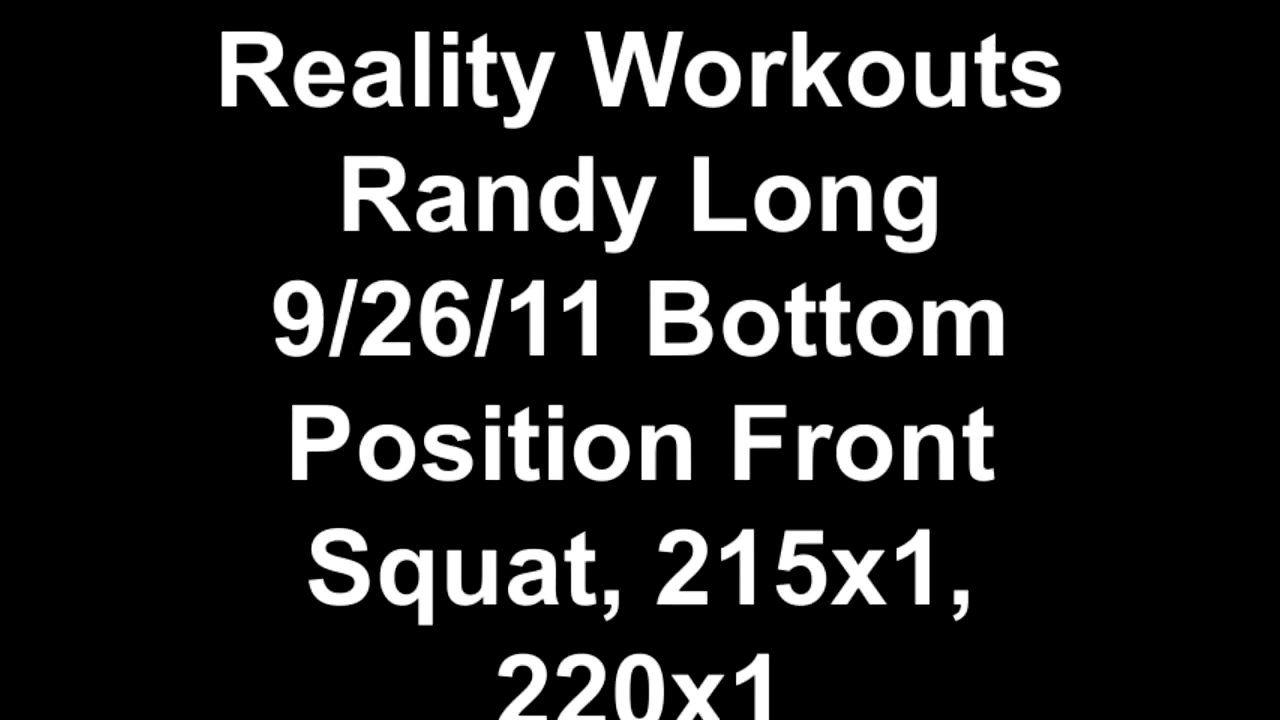 Reality Workouts
Randy Long
9/26/11 Bottom
Position Front
Squat, 215x1,
220x1